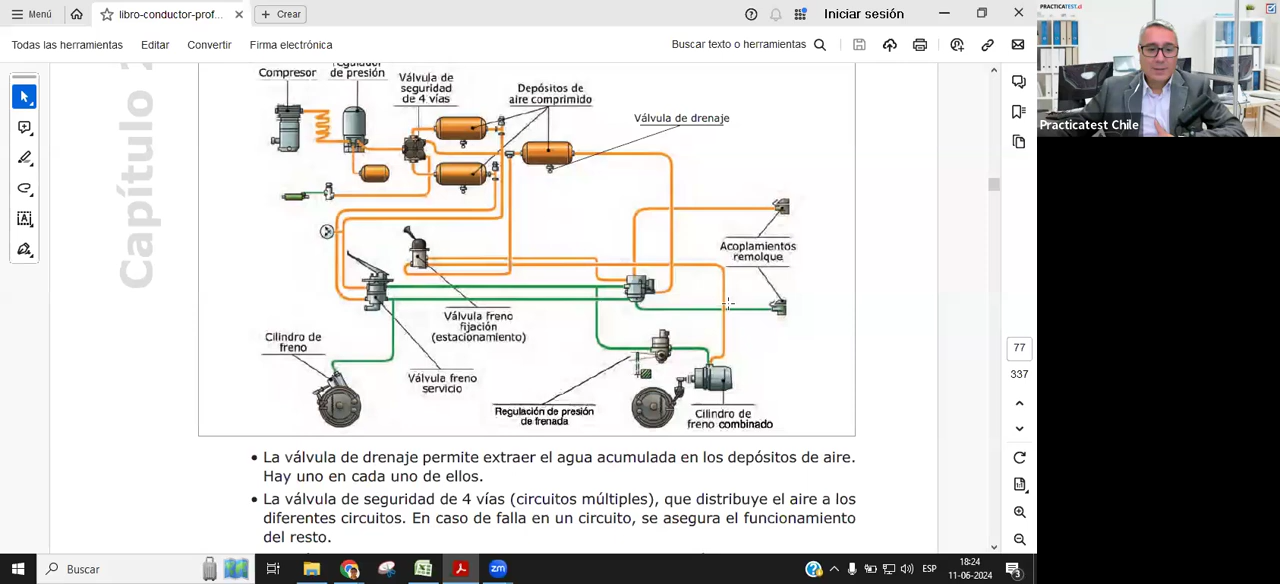 Menú
libro-conductor-prof...
Crear
Iniciar sesión
Todas las herramientas
Editar
Convertir
Firma electrónica
Buscar texto o herramientas
PRACTICATEST.cl
Practicatest Chile
Capítulo
Compresor
Regulador
de presión
Válvula de
seguridad
de 4 vías
Depósitos de
aire comprimido
Válvula de drenaje
Acoplamientos
remolque
Válvula freno
fijación
(estacionamiento)
Cilindro de
freno
Válvula freno
servicio
Regulación de presión
de frenada
Cilindro de
freno combinado
77
337
• La válvula de drenaje permite extraer el agua acumulada en los depósitos de aire.
Hay uno en cada uno de ellos.
• La válvula de seguridad de 4 vías (circuitos múltiples), que distribuye el aire a los
diferentes circuitos. En caso de falla en un circuito, se asegura el funcionamiento
del resto.
Buscar
ESP
18:24
11-06-2024
3